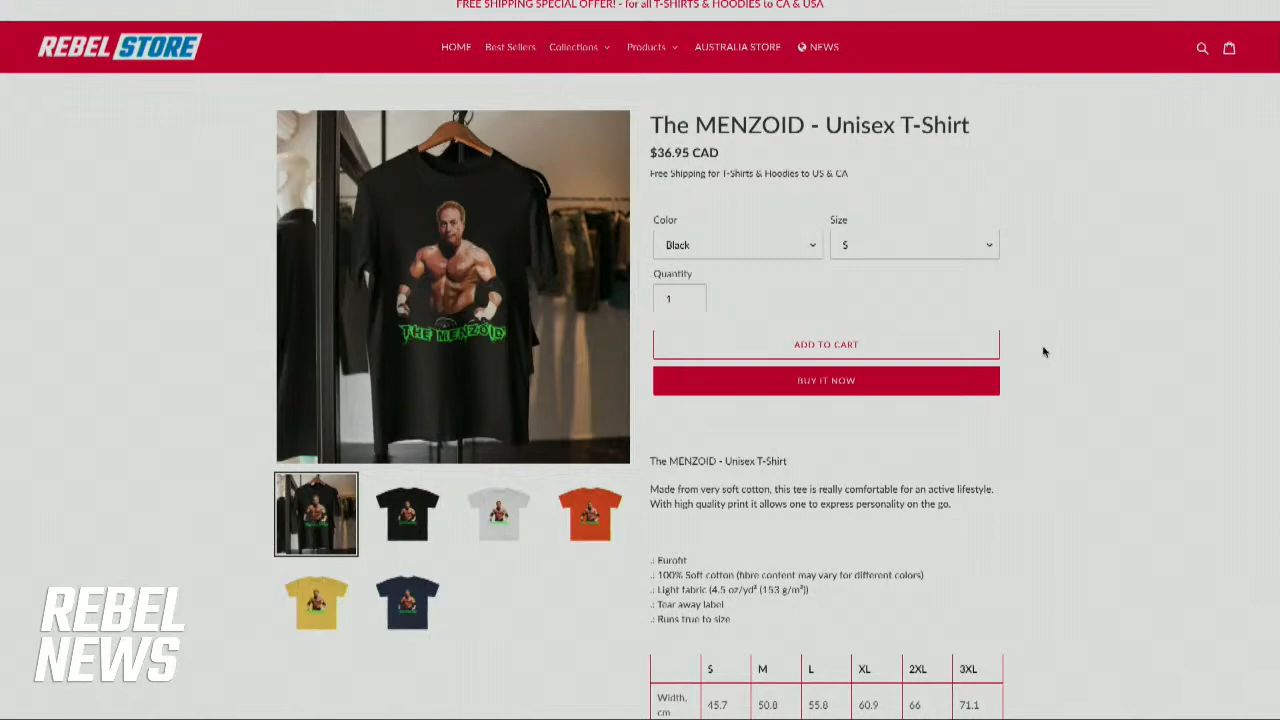 FREE SHIPPING SPECIAL OFFER! - for all T-SHIRTS & HOODIES to CA & USA
REBEL STORE
HOME Best Sellers Collections Products AUSTRALIA STORE NEWS
The MENZOID - Unisex T-Shirt
$36.95 CAD
Free Shipping for T-Shirts & Hoodies to US & CA
Color Size
Black S
Quantity
1
THE MENZOID
ADD TO CART
BUY IT NOW
The MENZOID - Unisex T-Shirt
Made from very soft cotton, this tee is really comfortable for an active lifestyle.
With high quality print it allows one to express personality on the go.
.: Eurofit
.: 100% Soft cotton (fibre content may vary for different colors)
.: Light fabric (4.5 oz/yd² (153 g/m²))
.: Tear away label
.: Runs true to size
S M L XL 2XL 3XL
Width, cm 45.7 50.8 55.8 60.9 66 71.1
REBEL
NEWS